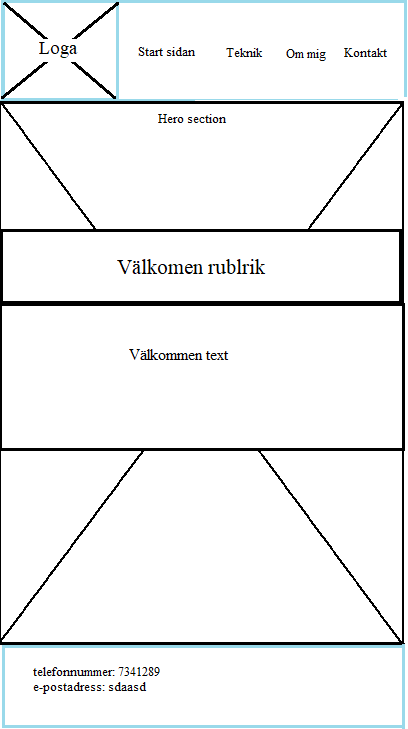 Loga
Start sidan Teknik Om mig Kontakt
Hero section
Välkomen rublrik
Välkommen text
telefonnummer: 7341289
e-postadress: sdaasd